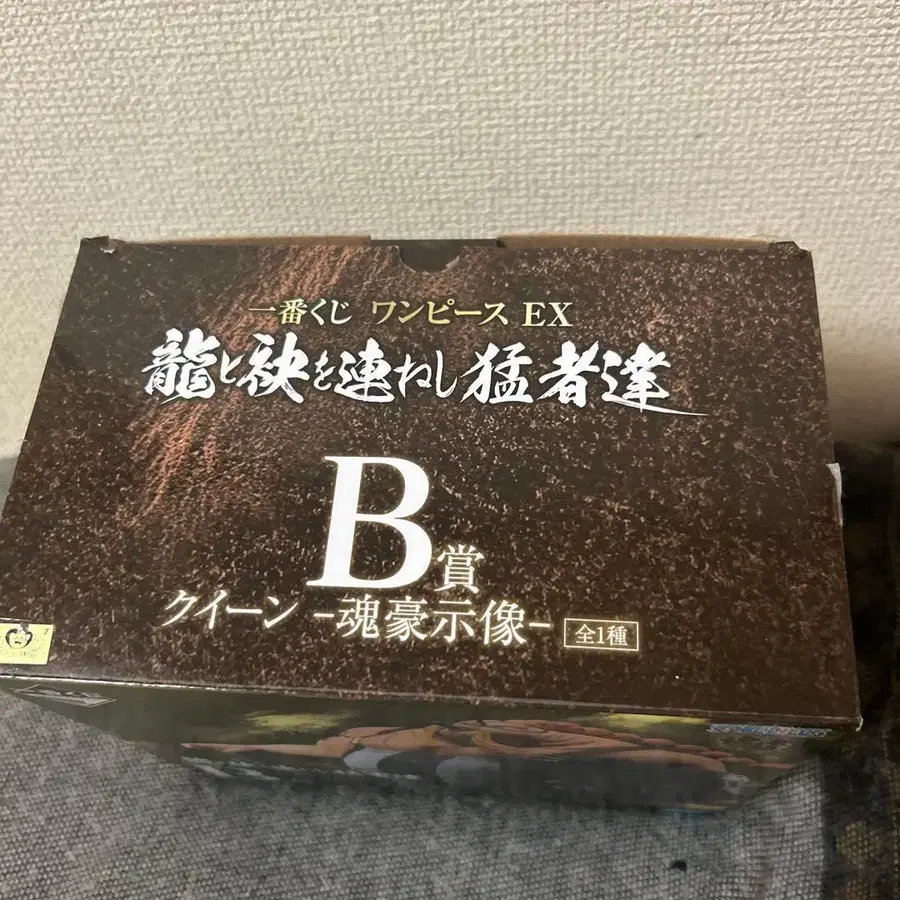 一番くじ ワンピース EX
龍と袂を連ねし猛者達
B賞
クイーン -魂豪示像- 全1種